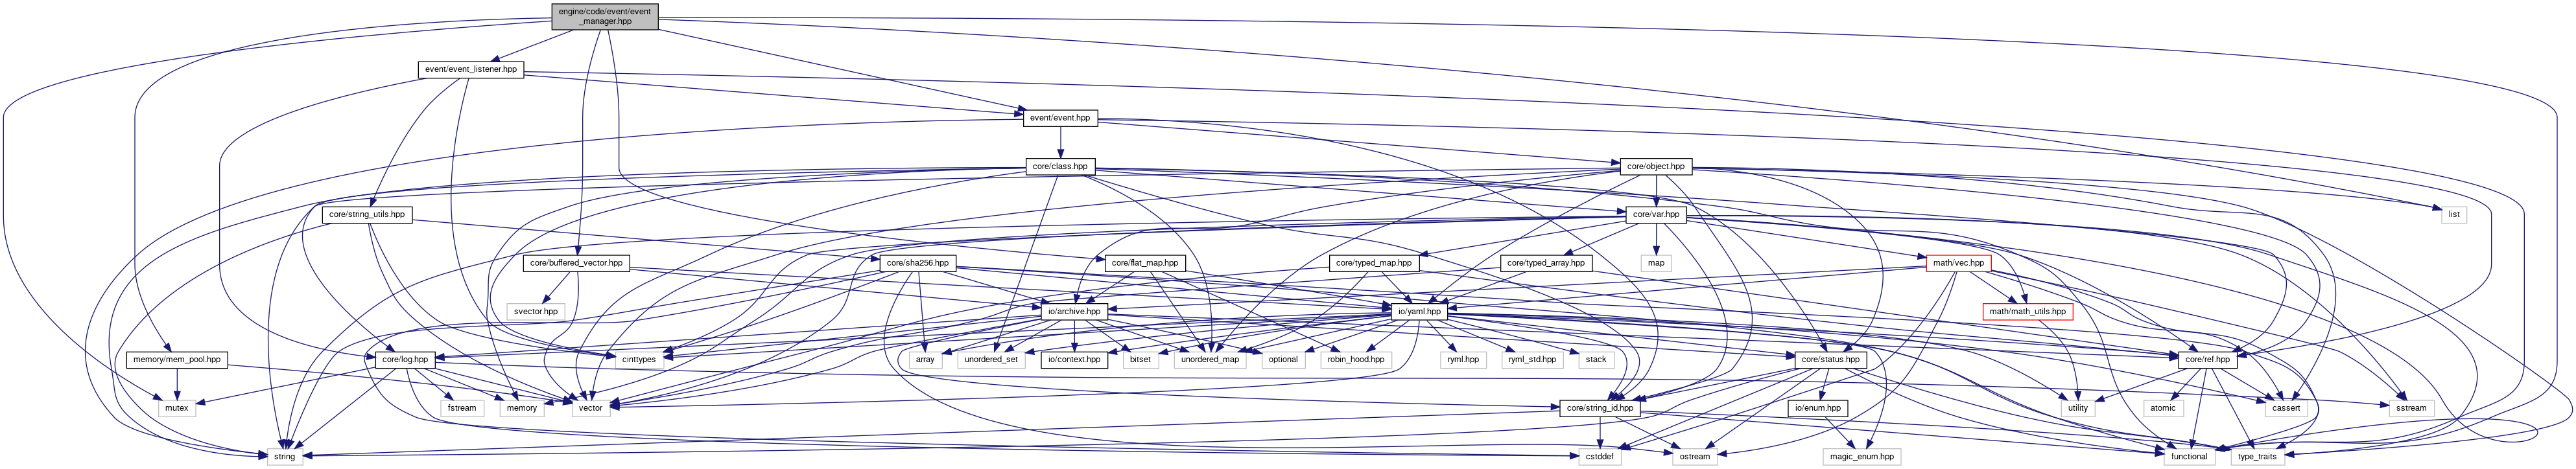 engine/code/event/event
_manager.hpp
event/event_listener.hpp
event/event.hpp
core/class.hpp
core/object.hpp
core/string_utils.hpp
core/var.hpp
list
core/buffered_vector.hpp
core/sha256.hpp
core/flat_map.hpp
core/typed_map.hpp
core/typed_array.hpp
map
math/vec.hpp
svector.hpp
io/archive.hpp
io/yaml.hpp
math/math_utils.hpp
memory/mem_pool.hpp
core/log.hpp
cinttypes
array
unordered_set
io/context.hpp
bitset
unordered_map
optional
robin_hood.hpp
ryml.hpp
ryml_std.hpp
stack
core/status.hpp
core/ref.hpp
mutex
fstream
memory
vector
core/string_id.hpp
io/enum.hpp
utility
atomic
cassert
sstream
string
cstddef
ostream
magic_enum.hpp
functional
type_traits